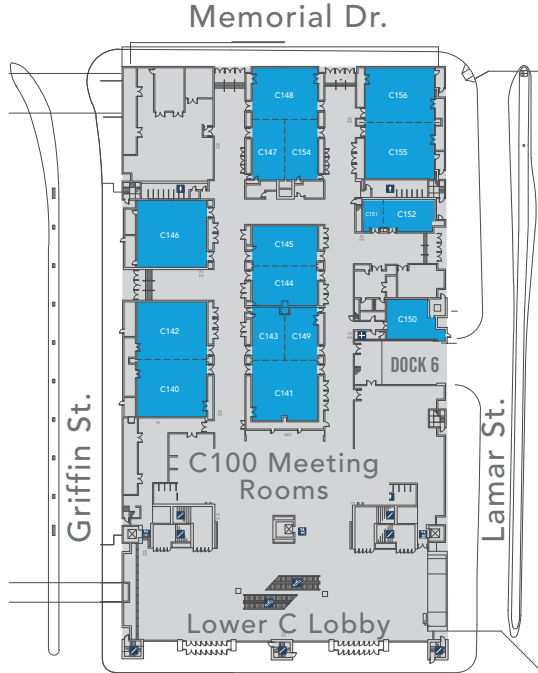 Memorial Dr.
C148
C156
C147
C154
C155
C151
C152
C146
C145
C144
C150
C142
C143
C149
DOCK 6
C140
C141
Griffin St.
Lamar St.
C100 Meeting
Rooms
Lower C Lobby